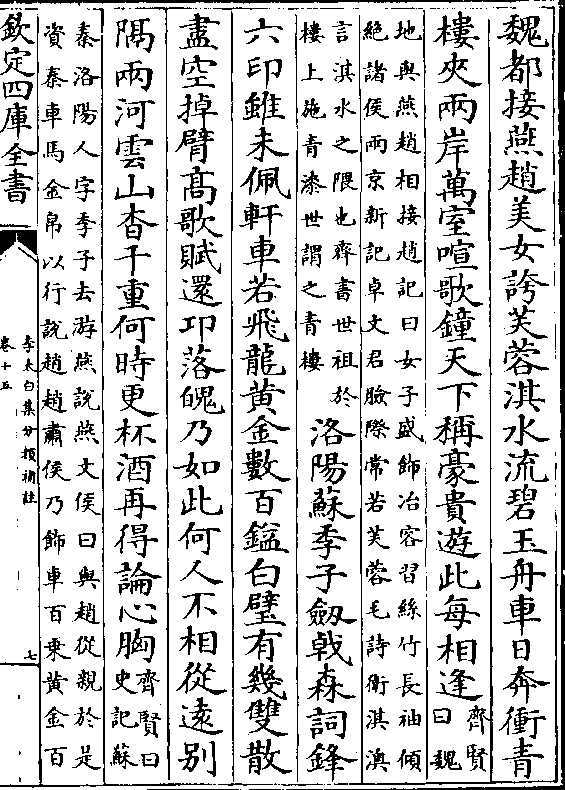 魏都接燕趙美女誇芙蓉淇水流碧玉舟車日奔衝青
樓夾兩岸萬室喧歌鐘天下稱豪貴遊此每相逢齊賢曰魏
地與燕趙相接趙記曰女子盛飾冶容習絲竹長袖傾
絶諸侯西京新記卓文君臉際常若芙蓉毛詩衛淇澳
言淇水之隈也齊書世祖於
樓上施青漆世謂之青樓
洛陽蘇季子劔㦸森詞鋒
六印雖未佩軒車若飛龍黄金數百鎰白璧有幾雙散
盡空掉臂髙歌賦還卭落魄乃如此何人不相從逺别
隔兩河雲山杳千重何時更杯酒再得論心胸齊賢曰史記蘇
秦洛陽人字季子去游燕說燕文侯曰與趙從親於是
資秦車馬金帛以行說趙趙肅侯乃飾車百乘黄金百
欽定四庫全書
李太白集分類補註
卷十五
七